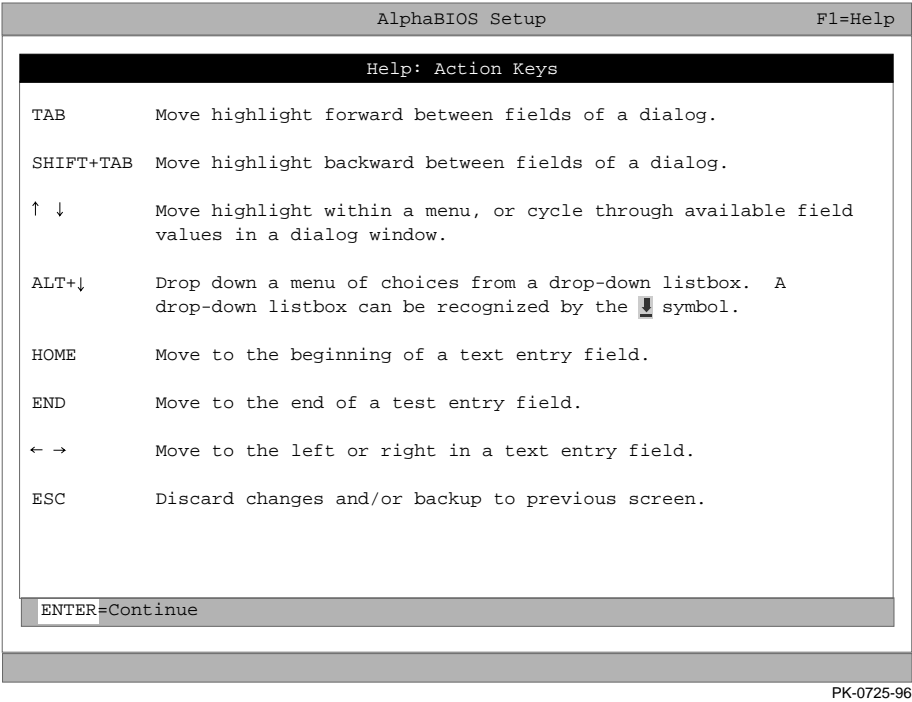 AlphaBIOS Setup F1=Help
Help: Action Keys
TAB Move highlight forward between fields of a dialog.
SHIFT+TAB Move highlight backward between fields of a dialog.
↑ ↓ Move highlight within a menu, or cycle through available field
values in a dialog window.
ALT+↓ Drop down a menu of choices from a drop-down listbox. A
drop-down listbox can be recognized by the ⬇ symbol.
HOME Move to the beginning of a text entry field.
END Move to the end of a test entry field.
← → Move to the left or right in a text entry field.
ESC Discard changes and/or backup to previous screen.
ENTER=Continue
PK-0725-96